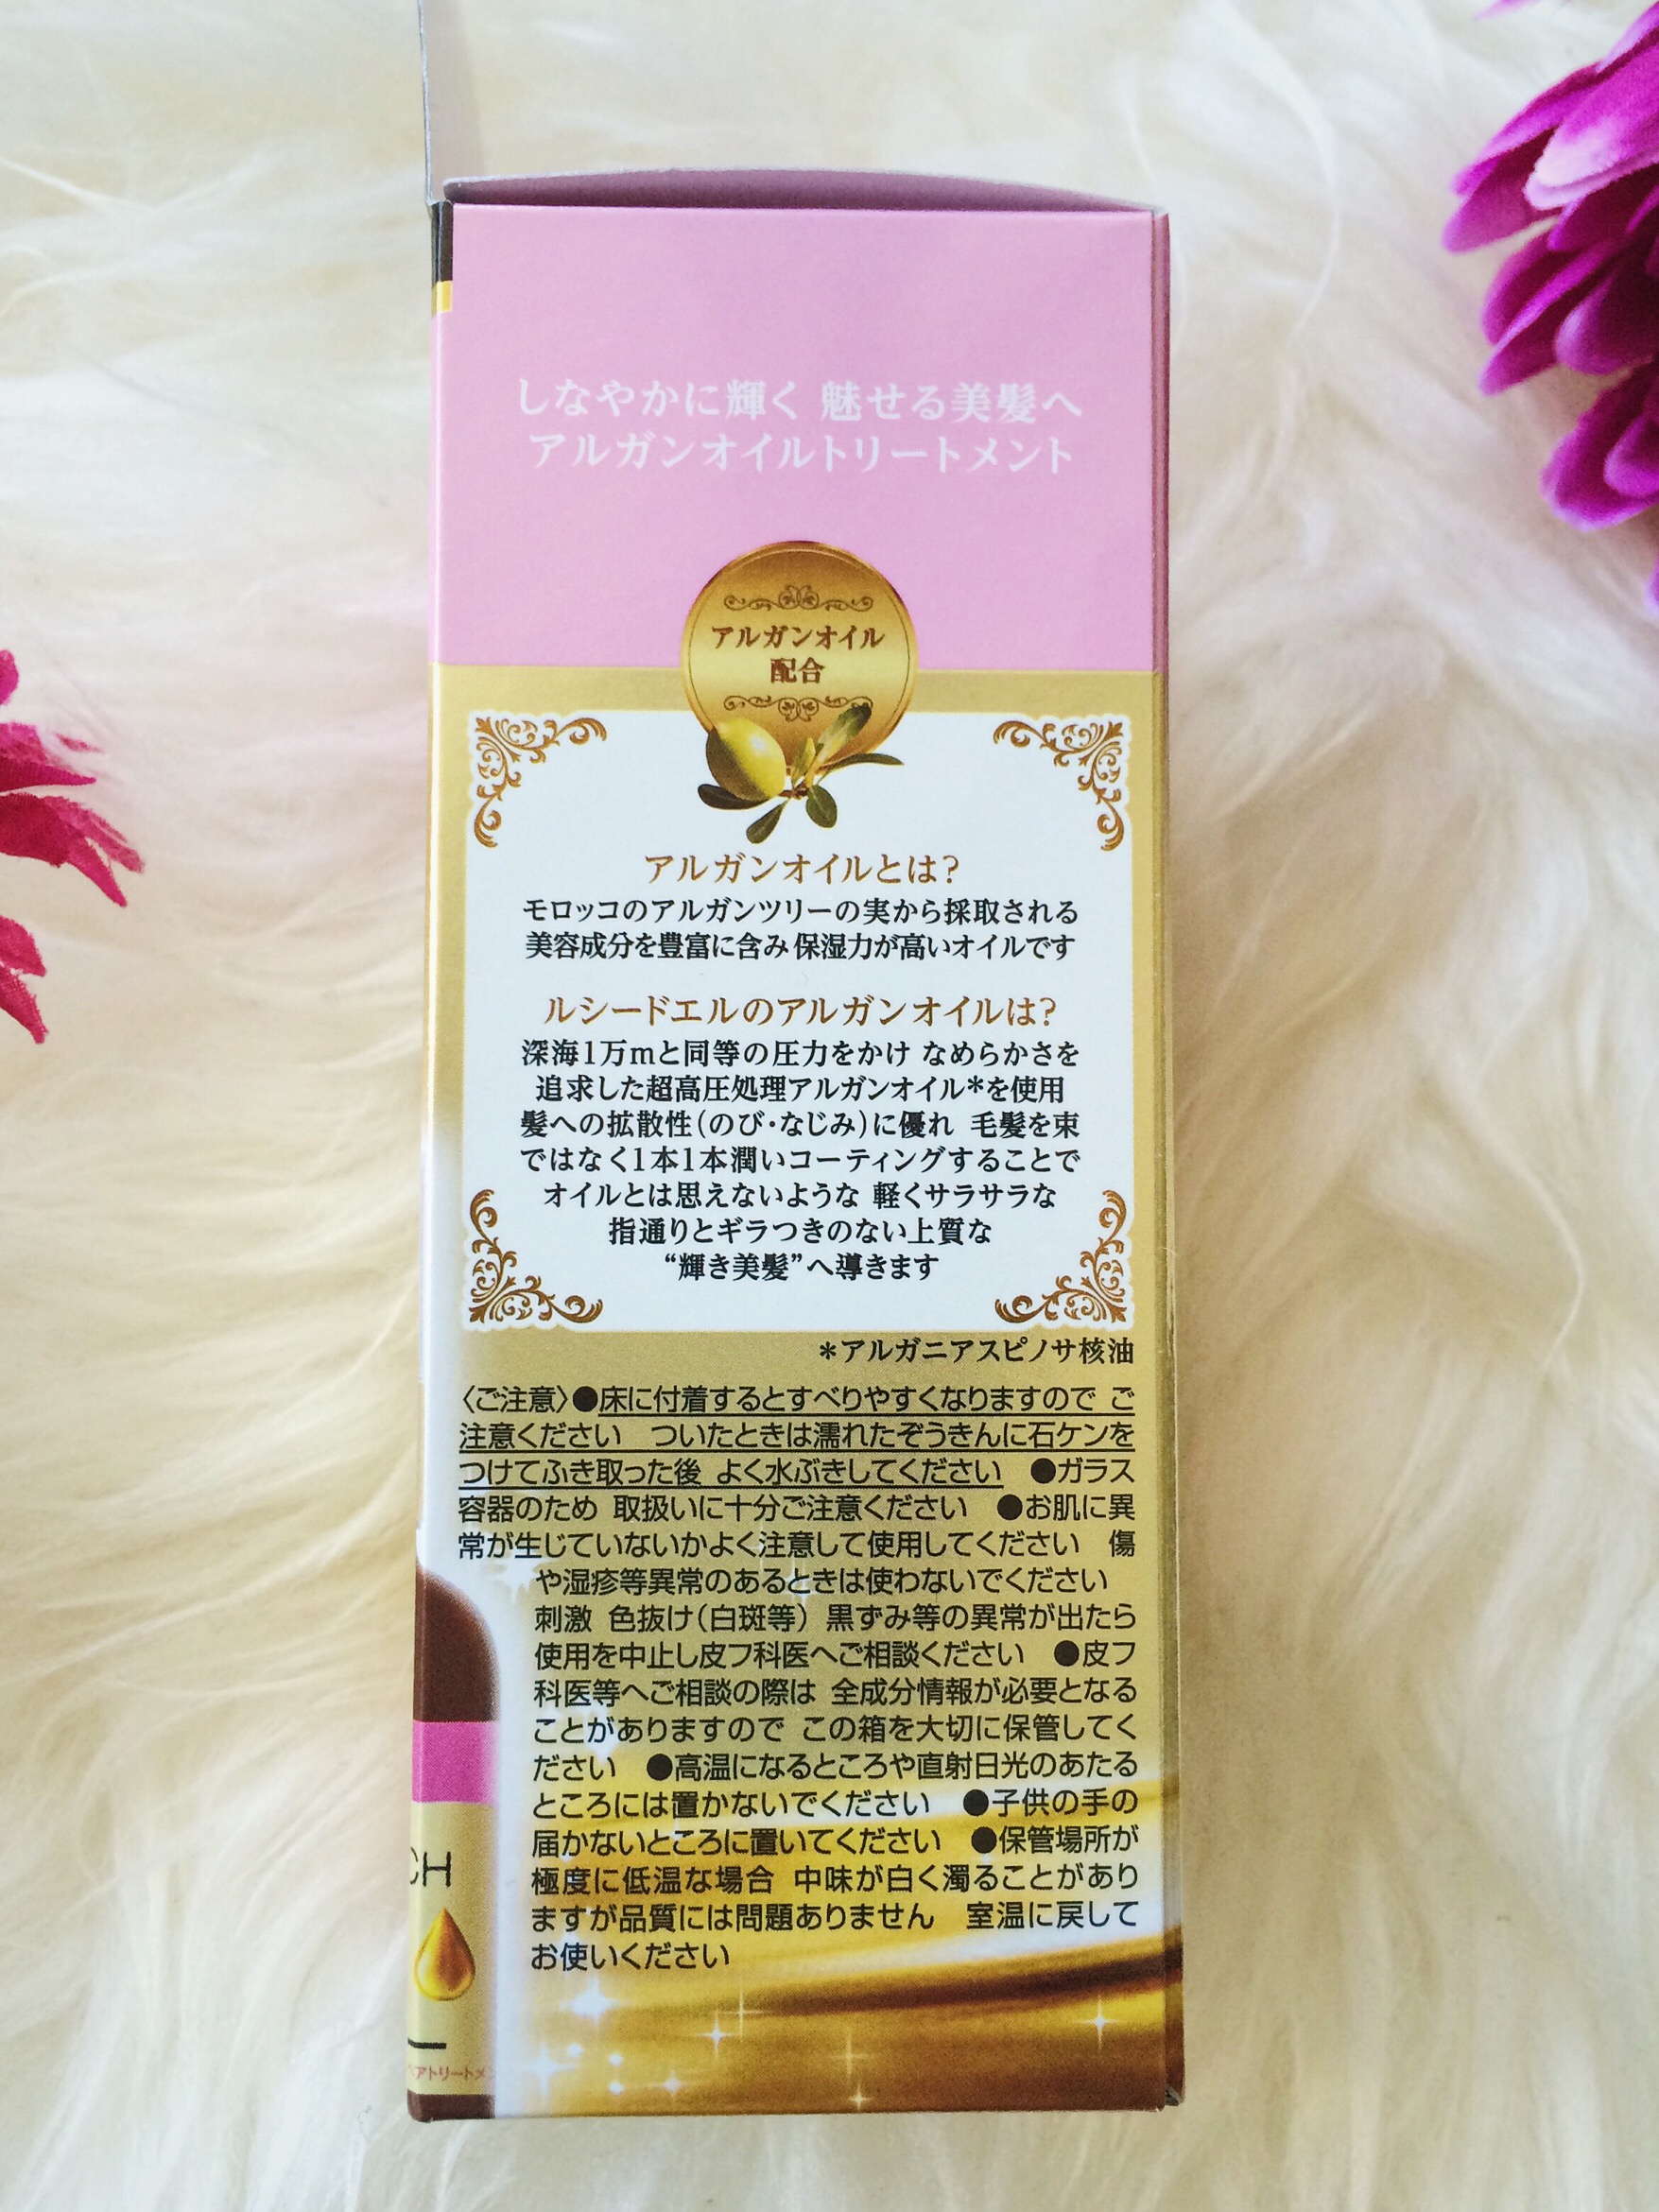 しなやかに輝く 魅せる美髪へ
アルガンオイルトリートメント
アルガンオイル
配合
アルガンオイルとは?
モロッコのアルガンツリーの実から採取される
美容成分を豊富に含み 保湿力が高いオイルです
ルシードエルのアルガンオイルは?
深海1万mと同等の圧力をかけ なめらかさを
追求した超高圧処理アルガンオイル*を使用
髪への拡散性(のび・なじみ)に優れ 毛髪を束
ではなく1本1本潤いコーティングすることで
オイルとは思えないような 軽くサラサラな
指通りとギラつきのない上質な
“輝き美髪”へ導きます
*アルガニアスピノサ核油
〈ご注意〉●床に付着するとすべりやすくなりますので ご
注意ください ついたときは濡れたぞうきんに石ケンを
つけてふき取った後 よく水ぶきしてください ●ガラス
容器のため 取扱いに十分ご注意ください ●お肌に異
常が生じていないかよく注意して使用してください 傷
や湿疹等異常のあるときは使わないでください
刺激 色抜け(白斑等) 黒ずみ等の異常が出たら
使用を中止し皮フ科医へご相談ください ●皮フ
科医等へご相談の際は 全成分情報が必要となる
ことがありますので この箱を大切に保管してく
ださい ●高温になるところや直射日光のあたる
ところには置かないでください ●子供の手の
届かないところに置いてください ●保管場所が
極度に低温な場合 中味が白く濁ることがあり
ますが品質には問題ありません 室温に戻して
お使いください
CH
ヘアトリートメン